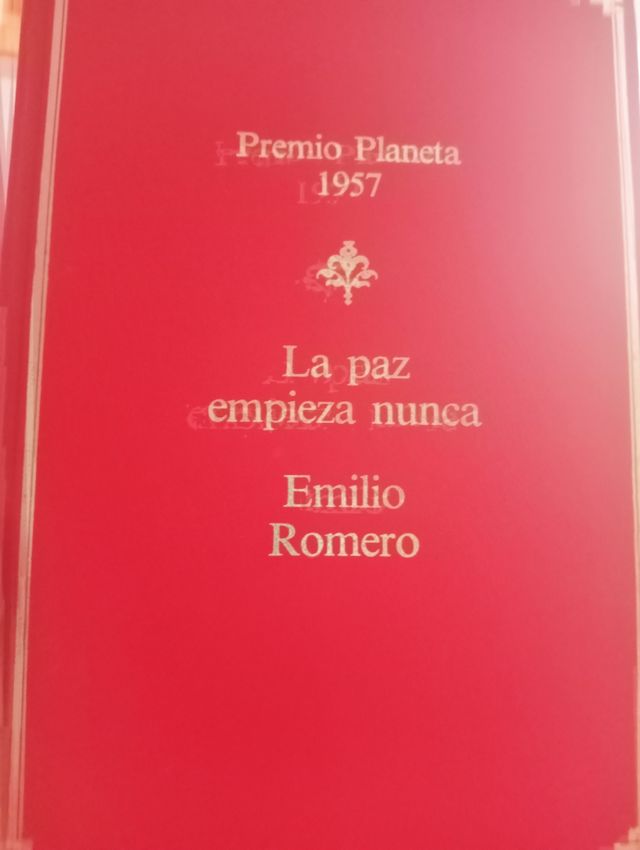 Premio Planeta
1957
La paz
empieza nunca
Emilio
Romero